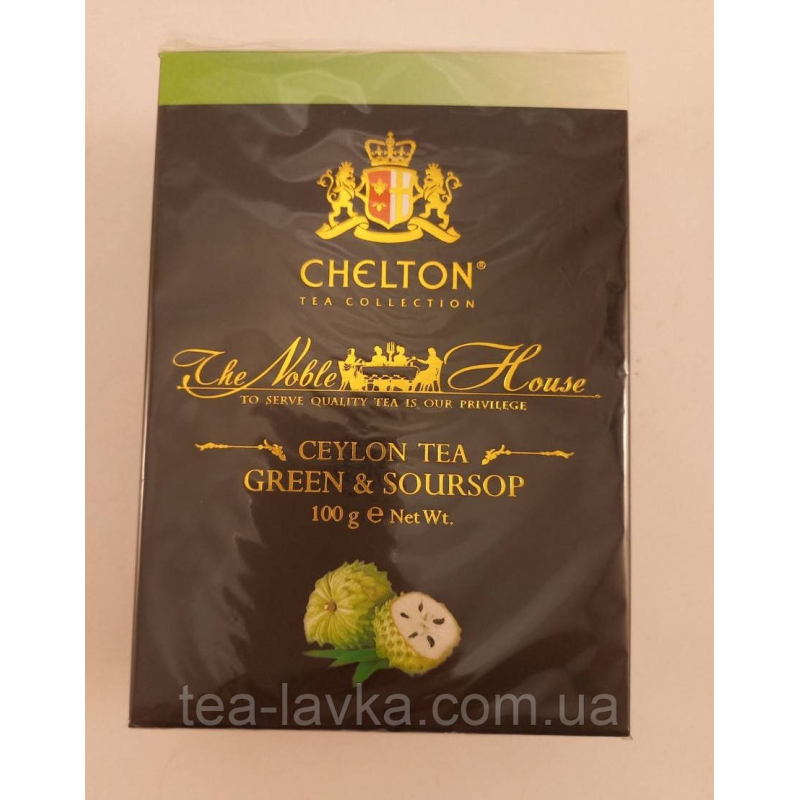 CHELTON®
TEA COLLECTION
The Noble House
TO SERVE QUALITY TEA IS OUR PRIVILEGE
CEYLON TEA
GREEN & SOURSOP
100 g ℮ Net Wt.
tea-lavka.com.ua